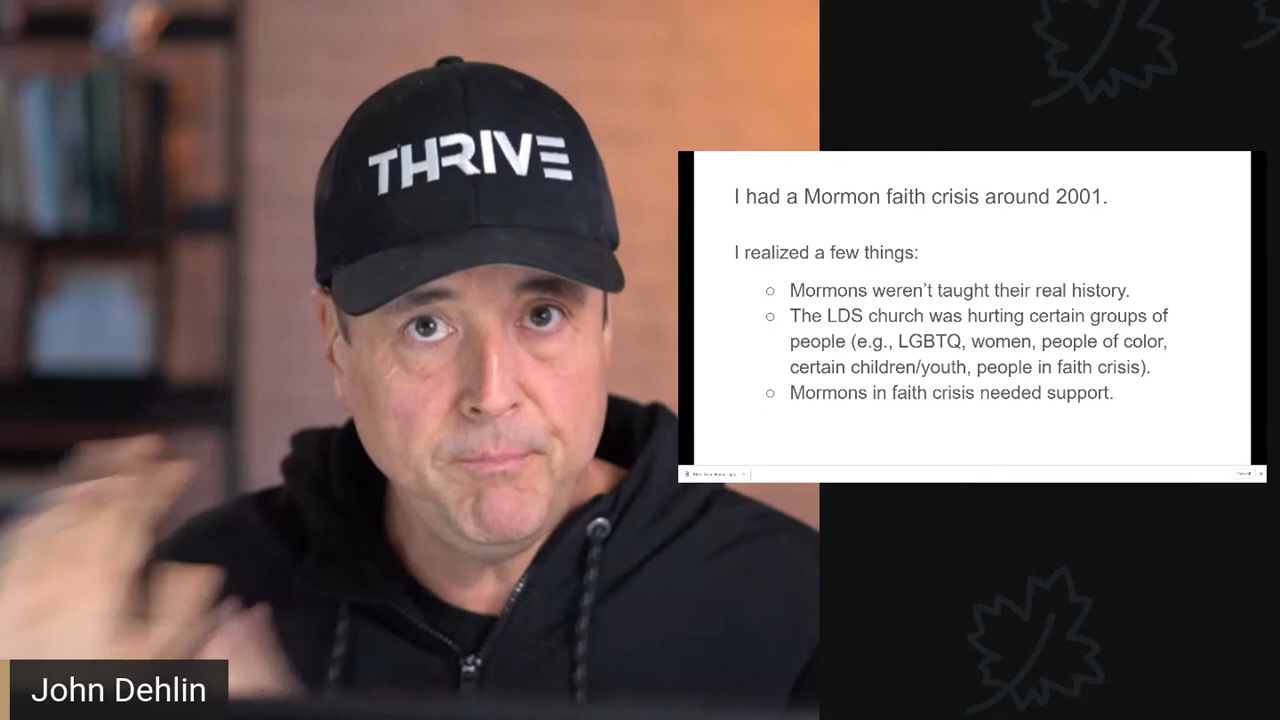 THRIVE
I had a Mormon faith crisis around 2001.
I realized a few things:
○ Mormons weren't taught their real history.
○ The LDS church was hurting certain groups of
people (e.g., LGBTQ, women, people of color,
certain children/youth, people in faith crisis).
○ Mormons in faith crisis needed support.
John Dehlin